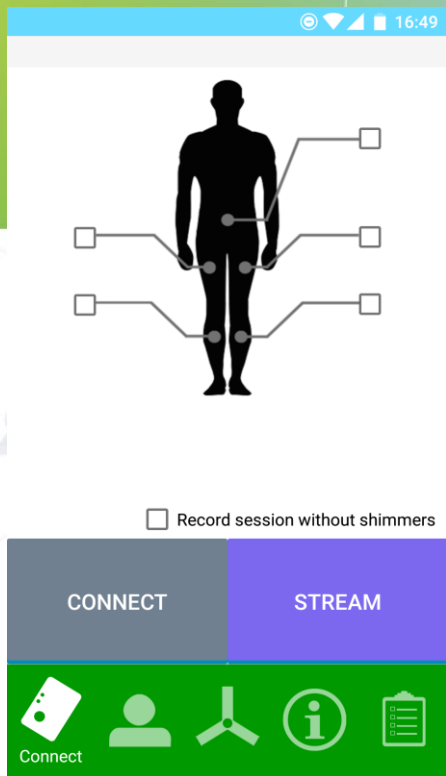 16:49
Record session without shimmers
CONNECT
STREAM
Connect